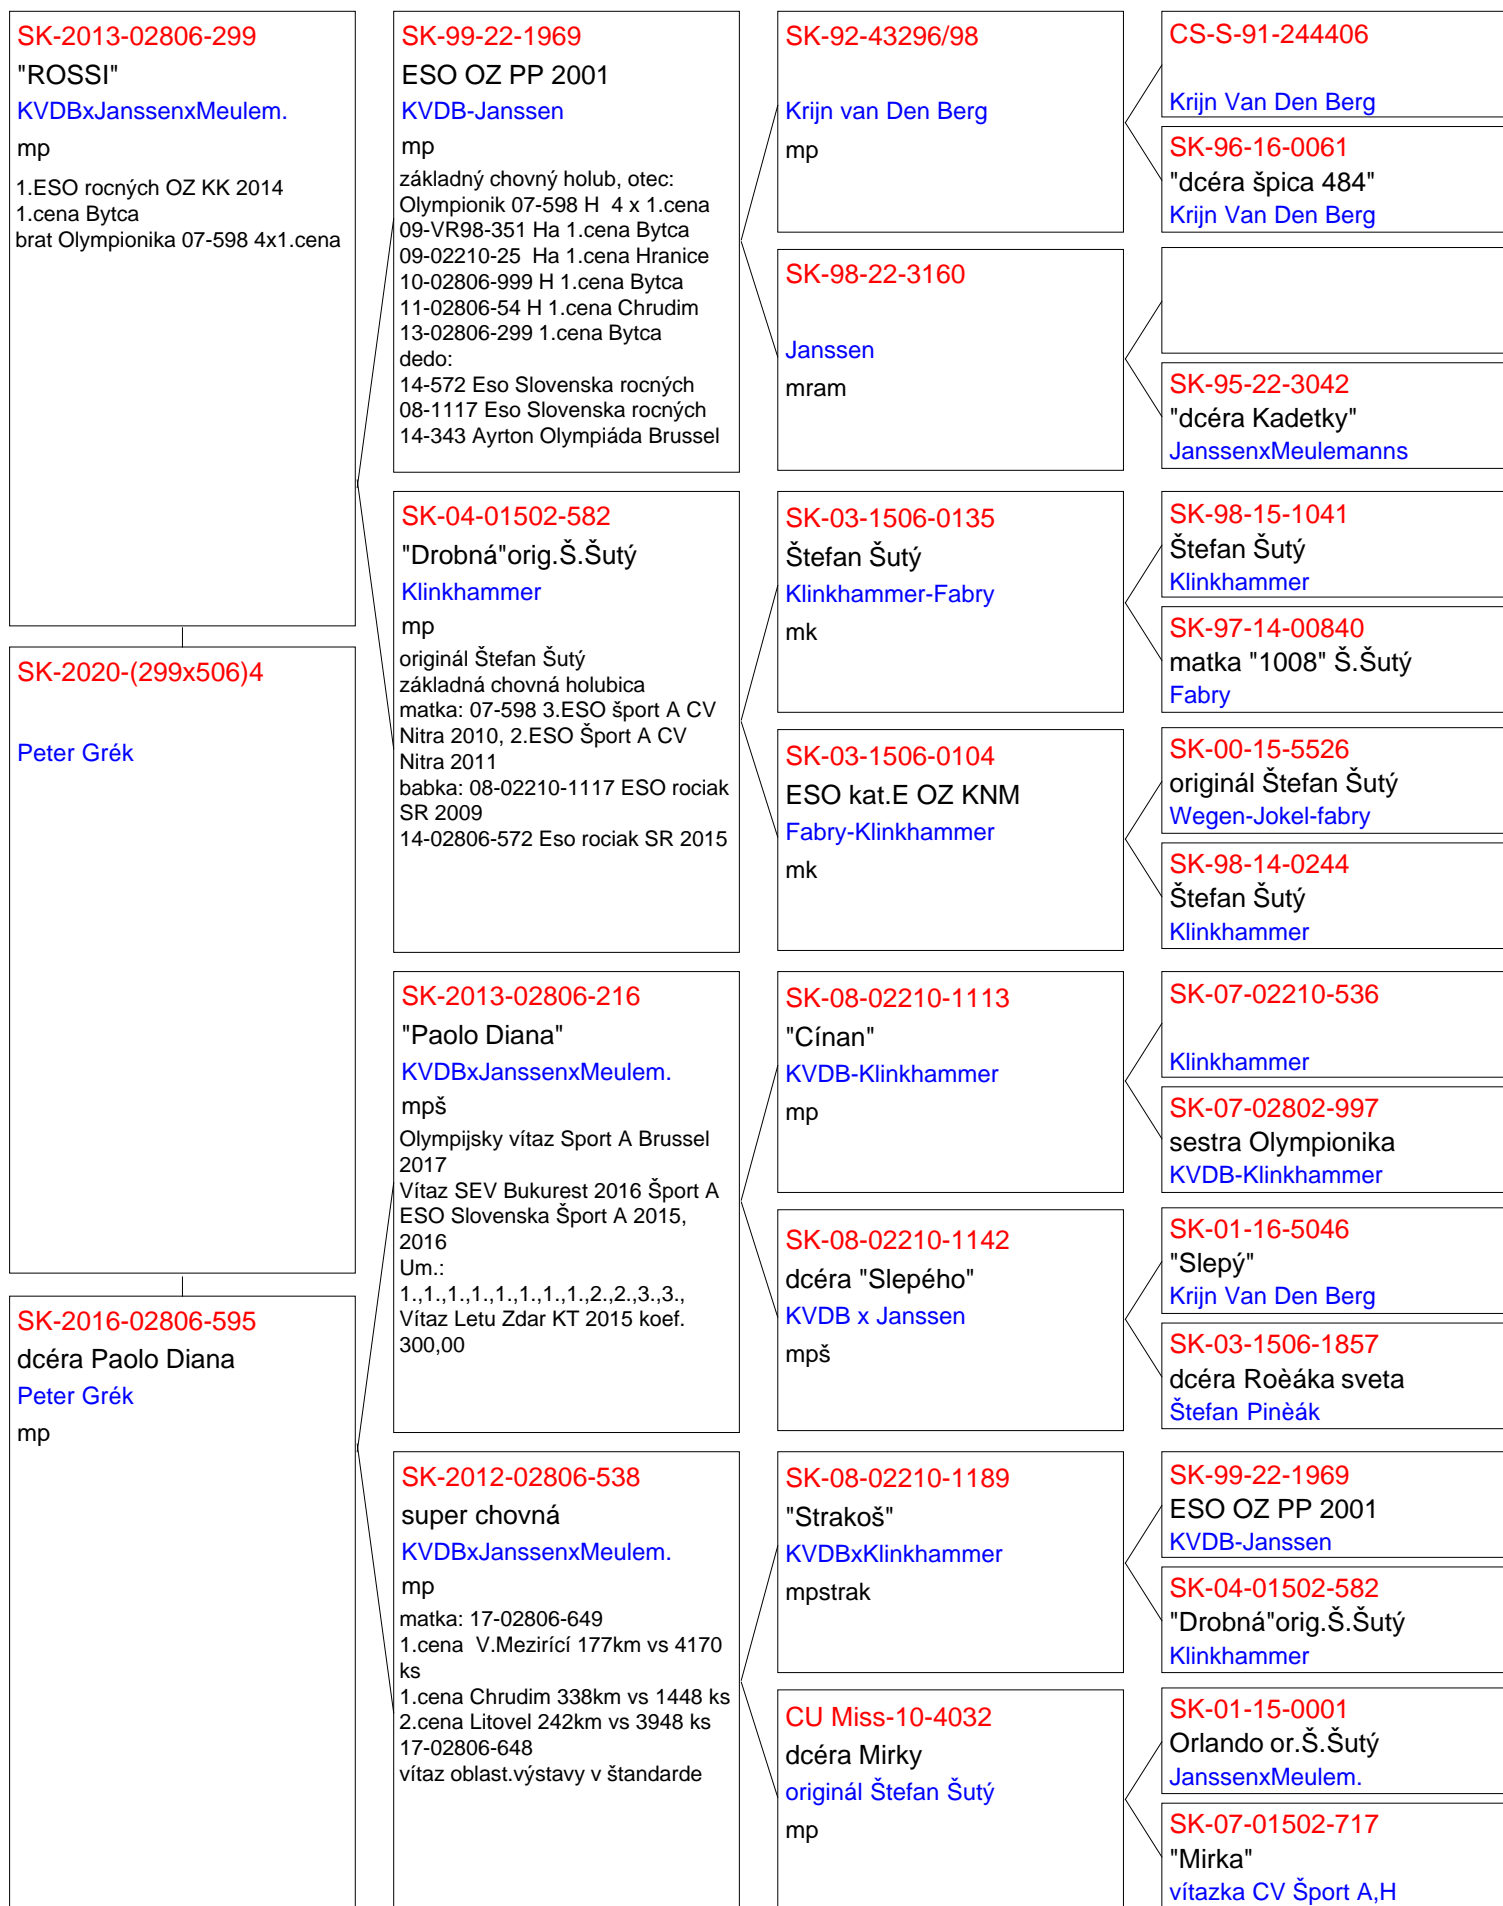 SK-2013-02806-299
"ROSSI"
KVDBxJanssenxMeulem.
mp
1.ESO rocných OZ KK 2014
1.cena Bytca
brat Olympionika 07-598 4x1.cena
SK-2020-(299x506)4
Peter Grék
SK-2016-02806-595
dcéra Paolo Diana
Peter Grék
mp
SK-99-22-1969
ESO OZ PP 2001
KVDB-Janssen
mp
základný chovný holub, otec:
Olympionik 07-598 H  4 x 1.cena
09-VR98-351 Ha 1.cena Bytca
09-02210-25  Ha 1.cena Hranice
10-02806-999 H 1.cena Bytca
11-02806-54 H 1.cena Chrudim
13-02806-299 1.cena Bytca
dedo:
14-572 Eso Slovenska rocných
08-1117 Eso Slovenska rocných
14-343 Ayrton Olympiáda Brussel
SK-04-01502-582
"Drobná"orig.Š.Šutý
Klinkhammer
mp
originál Štefan Šutý
základná chovná holubica
matka: 07-598 3.ESO šport A CV
Nitra 2010, 2.ESO Šport A CV
Nitra 2011
babka: 08-02210-1117 ESO rociak
SR 2009
14-02806-572 Eso rociak SR 2015
SK-2013-02806-216
"Paolo Diana"
KVDBxJanssenxMeulem.
mpš
Olympijsky vítaz Sport A Brussel
2017
Vítaz SEV Bukurest 2016 Šport A
ESO Slovenska Šport A 2015,
2016
Um.:
1.,1.,1.,1.,1.,1.,1.,1.,2.,2.,3.,3.,
Vítaz Letu Zdar KT 2015 koef.
300,00
SK-2012-02806-538
super chovná
KVDBxJanssenxMeulem.
mp
matka: 17-02806-649
1.cena  V.Mezirící 177km vs 4170
ks
1.cena Chrudim 338km vs 1448 ks
2.cena Litovel 242km vs 3948 ks
17-02806-648
vítaz oblast.výstavy v štandarde
SK-92-43296/98
Krijn van Den Berg
mp
SK-98-22-3160
Janssen
mram
SK-03-1506-0135
Štefan Šutý
Klinkhammer-Fabry
mk
SK-03-1506-0104
ESO kat.E OZ KNM
Fabry-Klinkhammer
mk
SK-08-02210-1113
"Cínan"
KVDB-Klinkhammer
mp
SK-08-02210-1142
dcéra "Slepého"
KVDB x Janssen
mpš
SK-08-02210-1189
"Strakoš"
KVDBxKlinkhammer
mpstrak
CU Miss-10-4032
dcéra Mirky
originál Štefan Šutý
mp
CS-S-91-244406
Krijn Van Den Berg
SK-96-16-0061
"dcéra špica 484"
Krijn Van Den Berg
SK-95-22-3042
"dcéra Kadetky"
JanssenxMeulemanns
SK-98-15-1041
Štefan Šutý
Klinkhammer
SK-97-14-00840
matka "1008" Š.Šutý
Fabry
SK-00-15-5526
originál Štefan Šutý
Wegen-Jokel-fabry
SK-98-14-0244
Štefan Šutý
Klinkhammer
SK-07-02210-536
Klinkhammer
SK-07-02802-997
sestra Olympionika
KVDB-Klinkhammer
SK-01-16-5046
"Slepý"
Krijn Van Den Berg
SK-03-1506-1857
dcéra Roèáka sveta
Štefan Pinèák
SK-99-22-1969
ESO OZ PP 2001
KVDB-Janssen
SK-04-01502-582
"Drobná"orig.Š.Šutý
Klinkhammer
SK-01-15-0001
Orlando or.Š.Šutý
JanssenxMeulem.
SK-07-01502-717
"Mirka"
vítazka CV Šport A,H